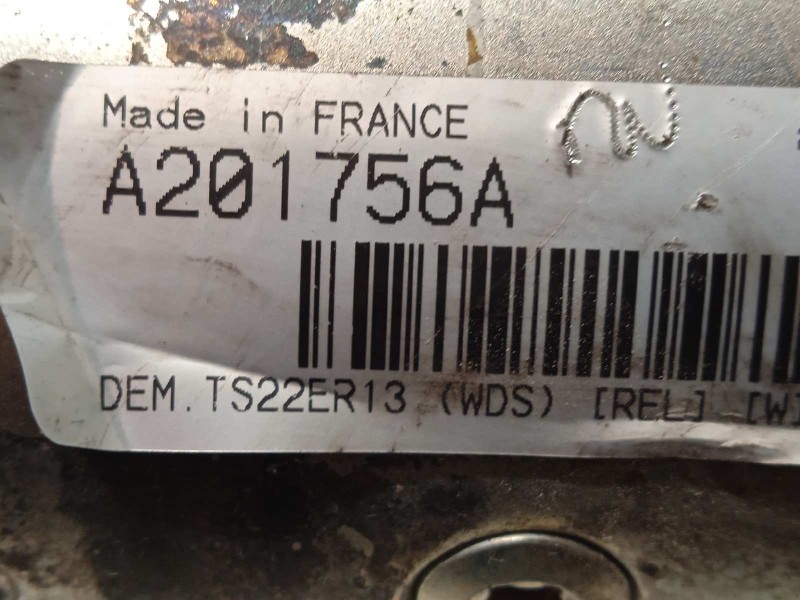 Made in FRANCE
A201756A
DEM. TS22ER13 (WDS) [REL] [W]